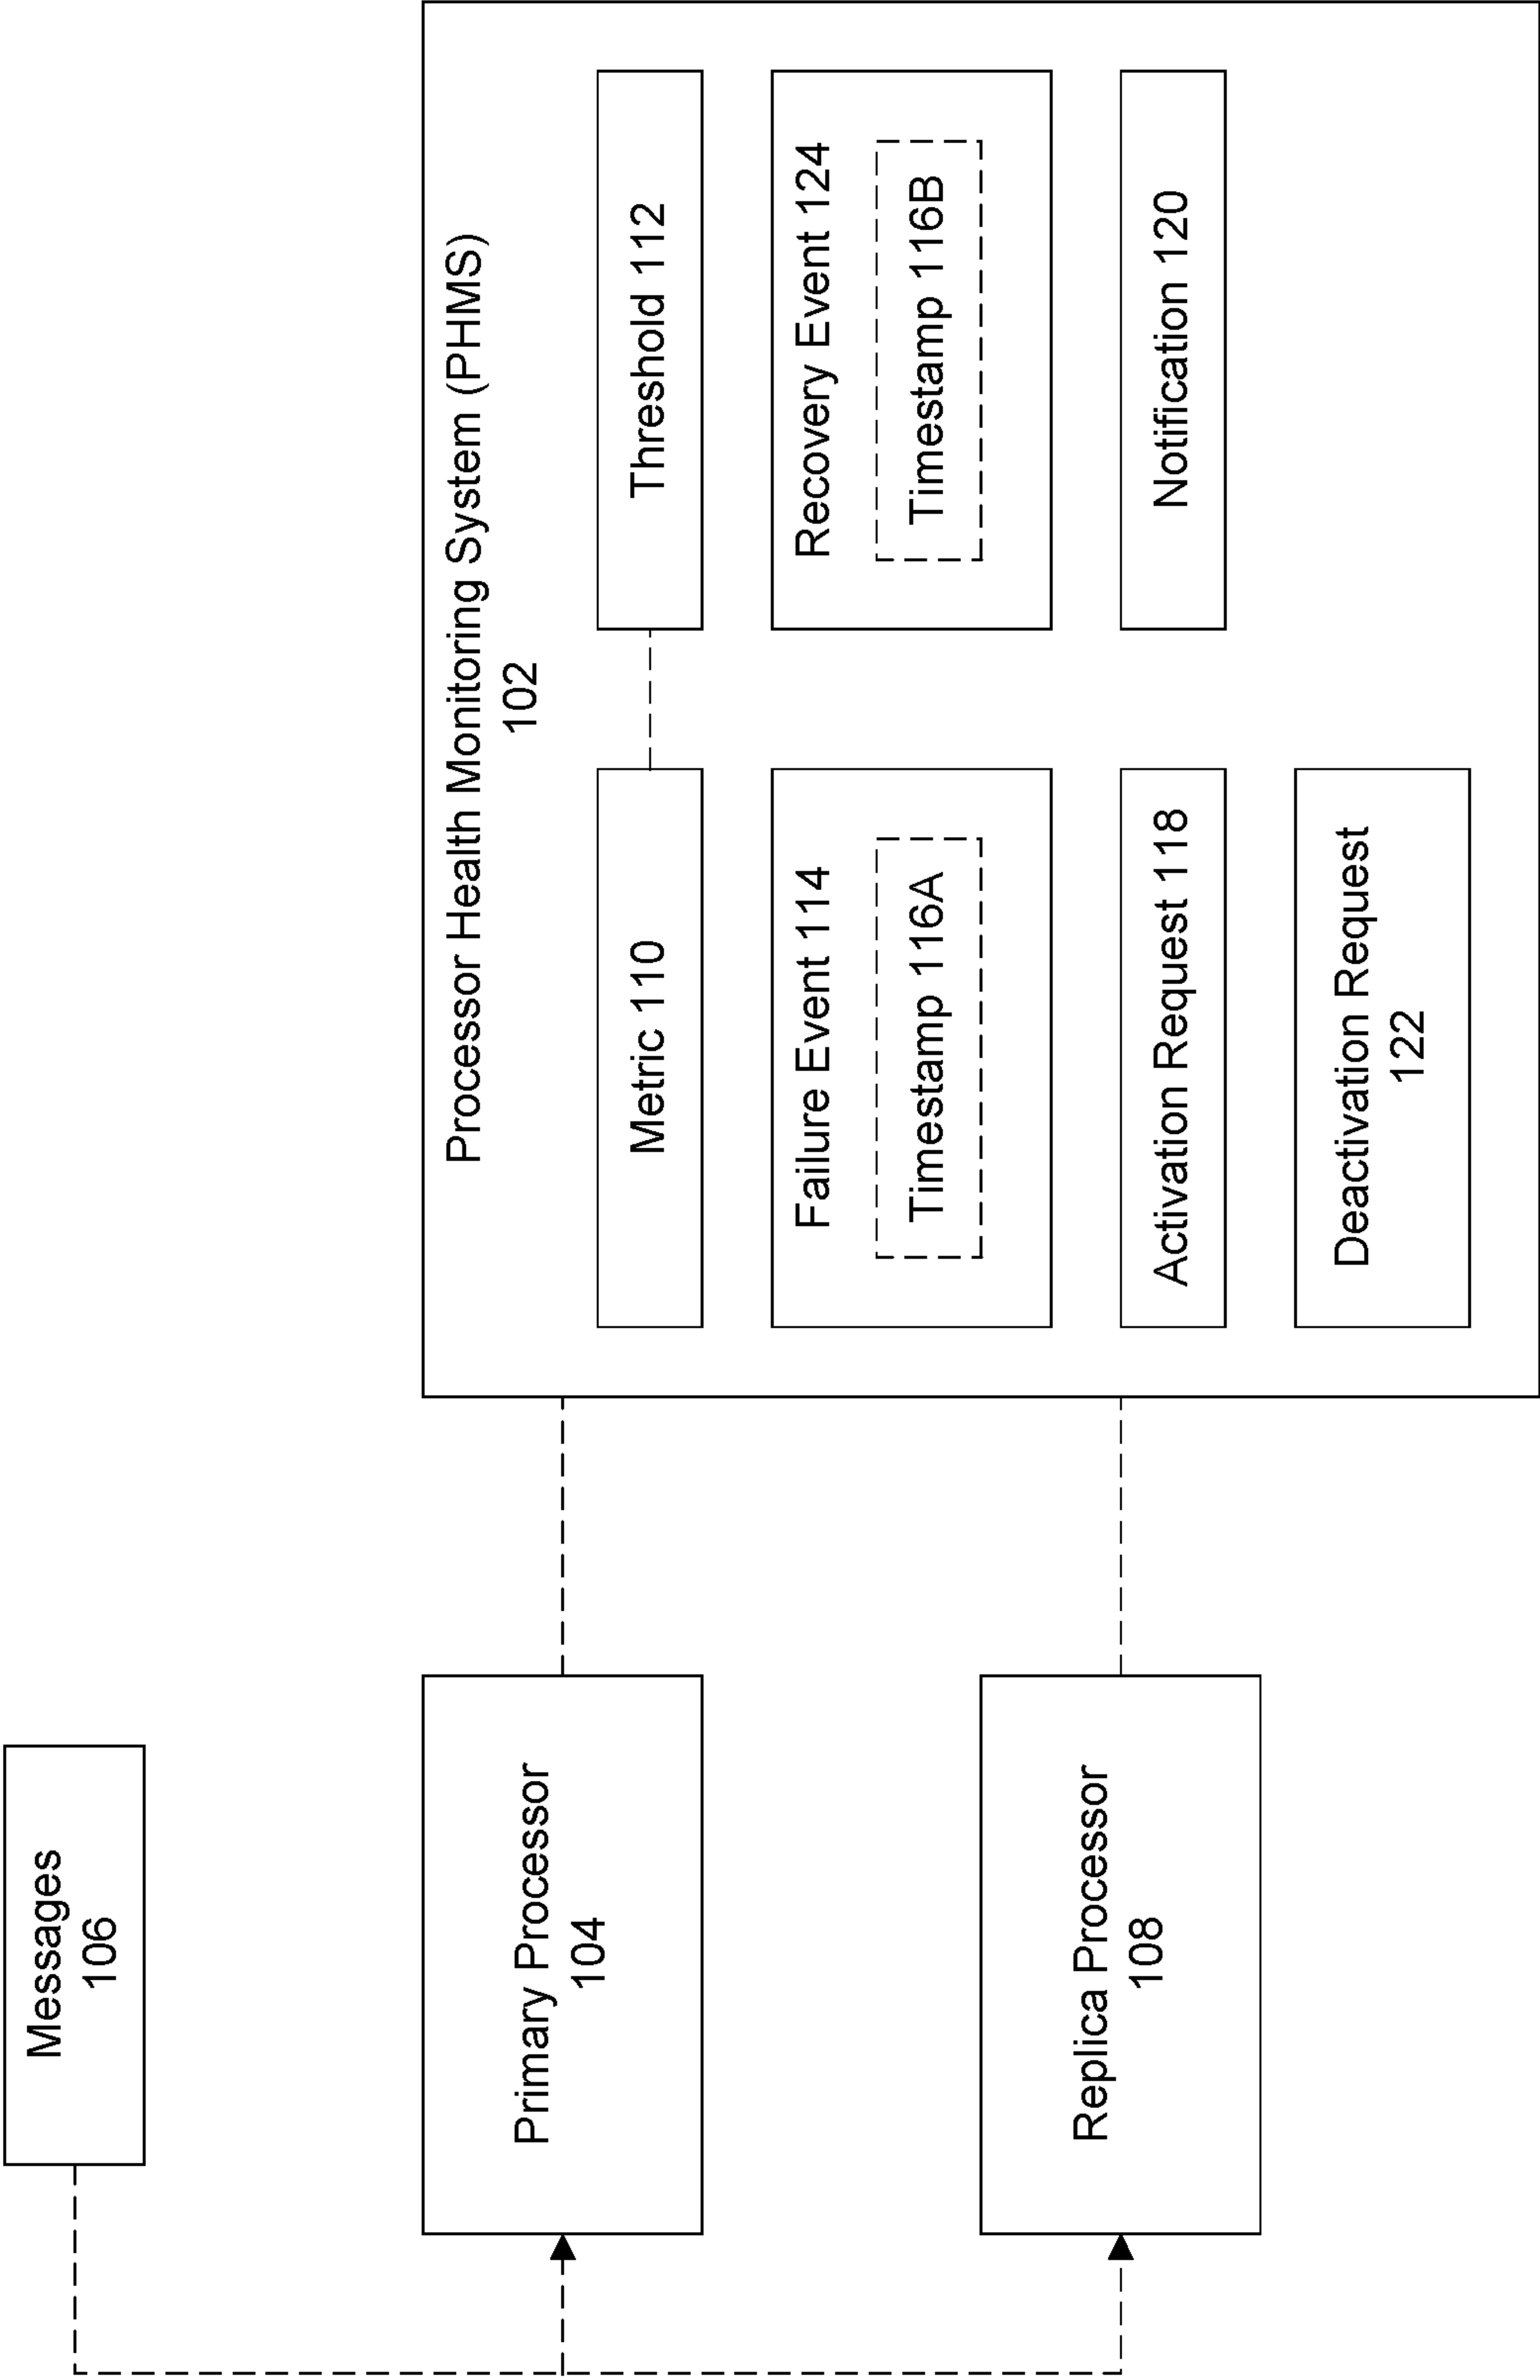 Messages
106
Primary Processor
104
Replica Processor
108
Processor Health Monitoring System (PHMS)
102
Metric 110
Threshold 112
Failure Event 114
Timestamp 116A
Recovery Event 124
Timestamp 116B
Activation Request 118
Notification 120
Deactivation Request
122